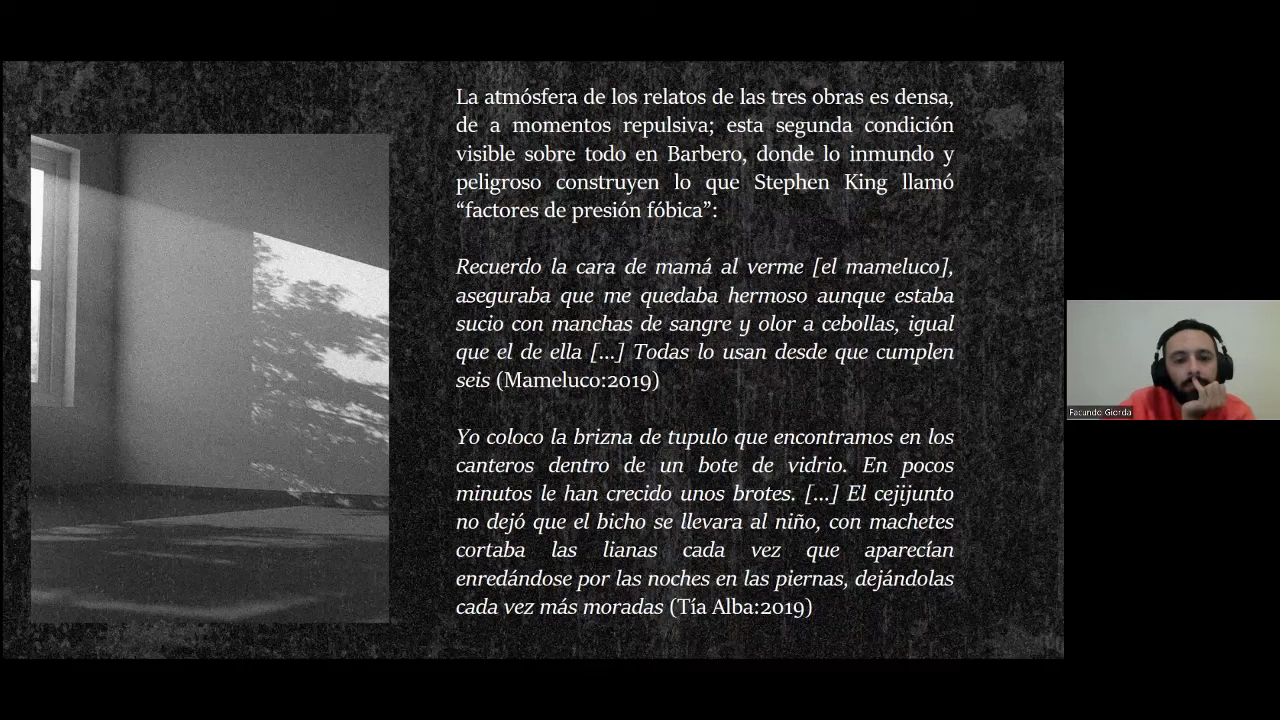 La atmósfera de los relatos de las tres obras es densa,
de a momentos repulsiva; esta segunda condición
visible sobre todo en Barbero, donde lo inmundo y
peligroso construyen lo que Stephen King llamó
“factores de presión fóbica”:
Recuerdo la cara de mamá al verme [el mameluco],
aseguraba que me quedaba hermoso aunque estaba
sucio con manchas de sangre y olor a cebollas, igual
que el de ella [...] Todas lo usan desde que cumplen
seis (Mameluco:2019)
Yo coloco la brizna de tupulo que encontramos en los
canteros dentro de un bote de vidrio. En pocos
minutos le han crecido unos brotes. [...] El cejijunto
no dejó que el bicho se llevara al niño, con machetes
cortaba las lianas cada vez que aparecían
enredándose por las noches en las piernas, dejándolas
cada vez más moradas (Tía Alba:2019)
Facundo Giorda